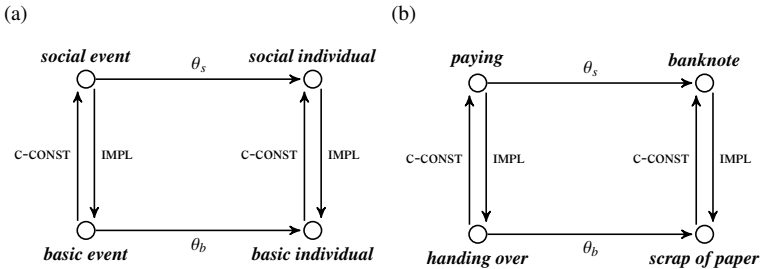 (a)
(b)
social event
social individual
θs
C-CONST
IMPL
C-CONST
IMPL
basic event
basic individual
θb
paying
banknote
θs
C-CONST
IMPL
C-CONST
IMPL
handing over
scrap of paper
θb